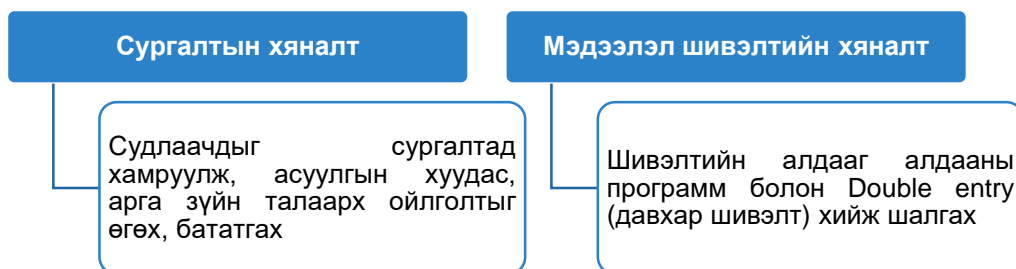 Сургалтын хяналт
Судлаачдыг сургалтад
хамруулж, асуулгын хуудас,
арга зүйн талаарх ойлголтыг
өгөх, бататгах
Мэдээлэл шивэлтийн хяналт
Шивэлтийн алдааг алдааны
программ болон Double entry
(давхар шивэлт) хийж шалгах